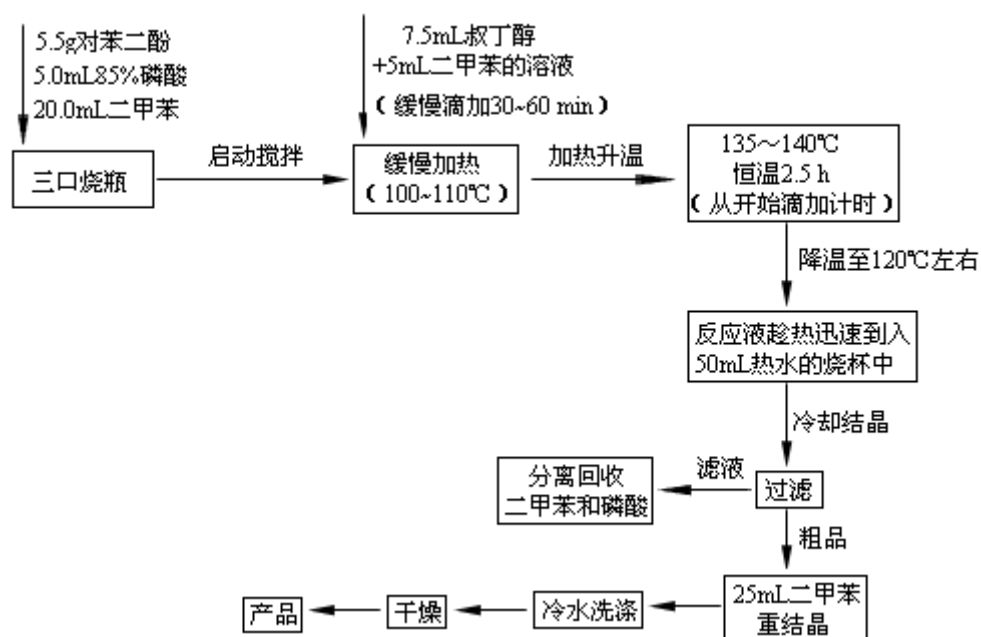 5.5g对苯二酚
5.0mL85%磷酸
20.0mL二甲苯
7.5mL叔丁醇
+5mL二甲苯的溶液
(缓慢滴加30~60 min)
三口烧瓶
启动搅拌
缓慢加热
(100~110℃)
加热升温
135～140℃
恒温2.5 h
(从开始滴加计时)
降温至120℃左右
反应液趁热迅速到入
50mL热水的烧杯中
冷却结晶
过滤
滤液
分离回收
二甲苯和磷酸
粗品
25mL二甲苯
重结晶
冷水洗涤
干燥
产品